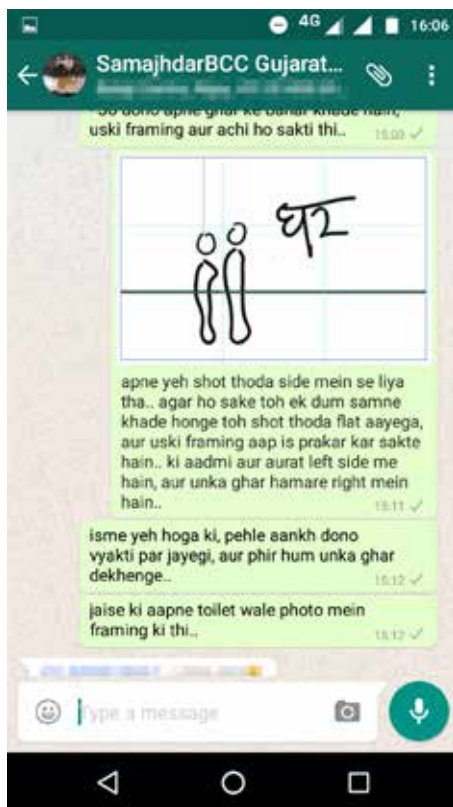 4G 16:06
SamajhdarBCC Gujarat...
uski framing aur achi ho sakti thi.. 15:03
घर
apne yeh shot thoda side mein se liya
tha.. agar ho sake toh ek dum samne
khade honge toh shot thoda flat aayega,
aur uski framing aap is prakar kar sakte
hain.. ki aadmi aur aurat left side me
hain, aur unka ghar hamare right mein
hain.. 15:11
isme yeh hoga ki, pehle aankh dono
vyakti par jayegi, aur phir hum unka ghar
dekhenge.. 15:12
jaise ki aapne toilet wale photo mein
framing ki thi.. 15:12
Type a message